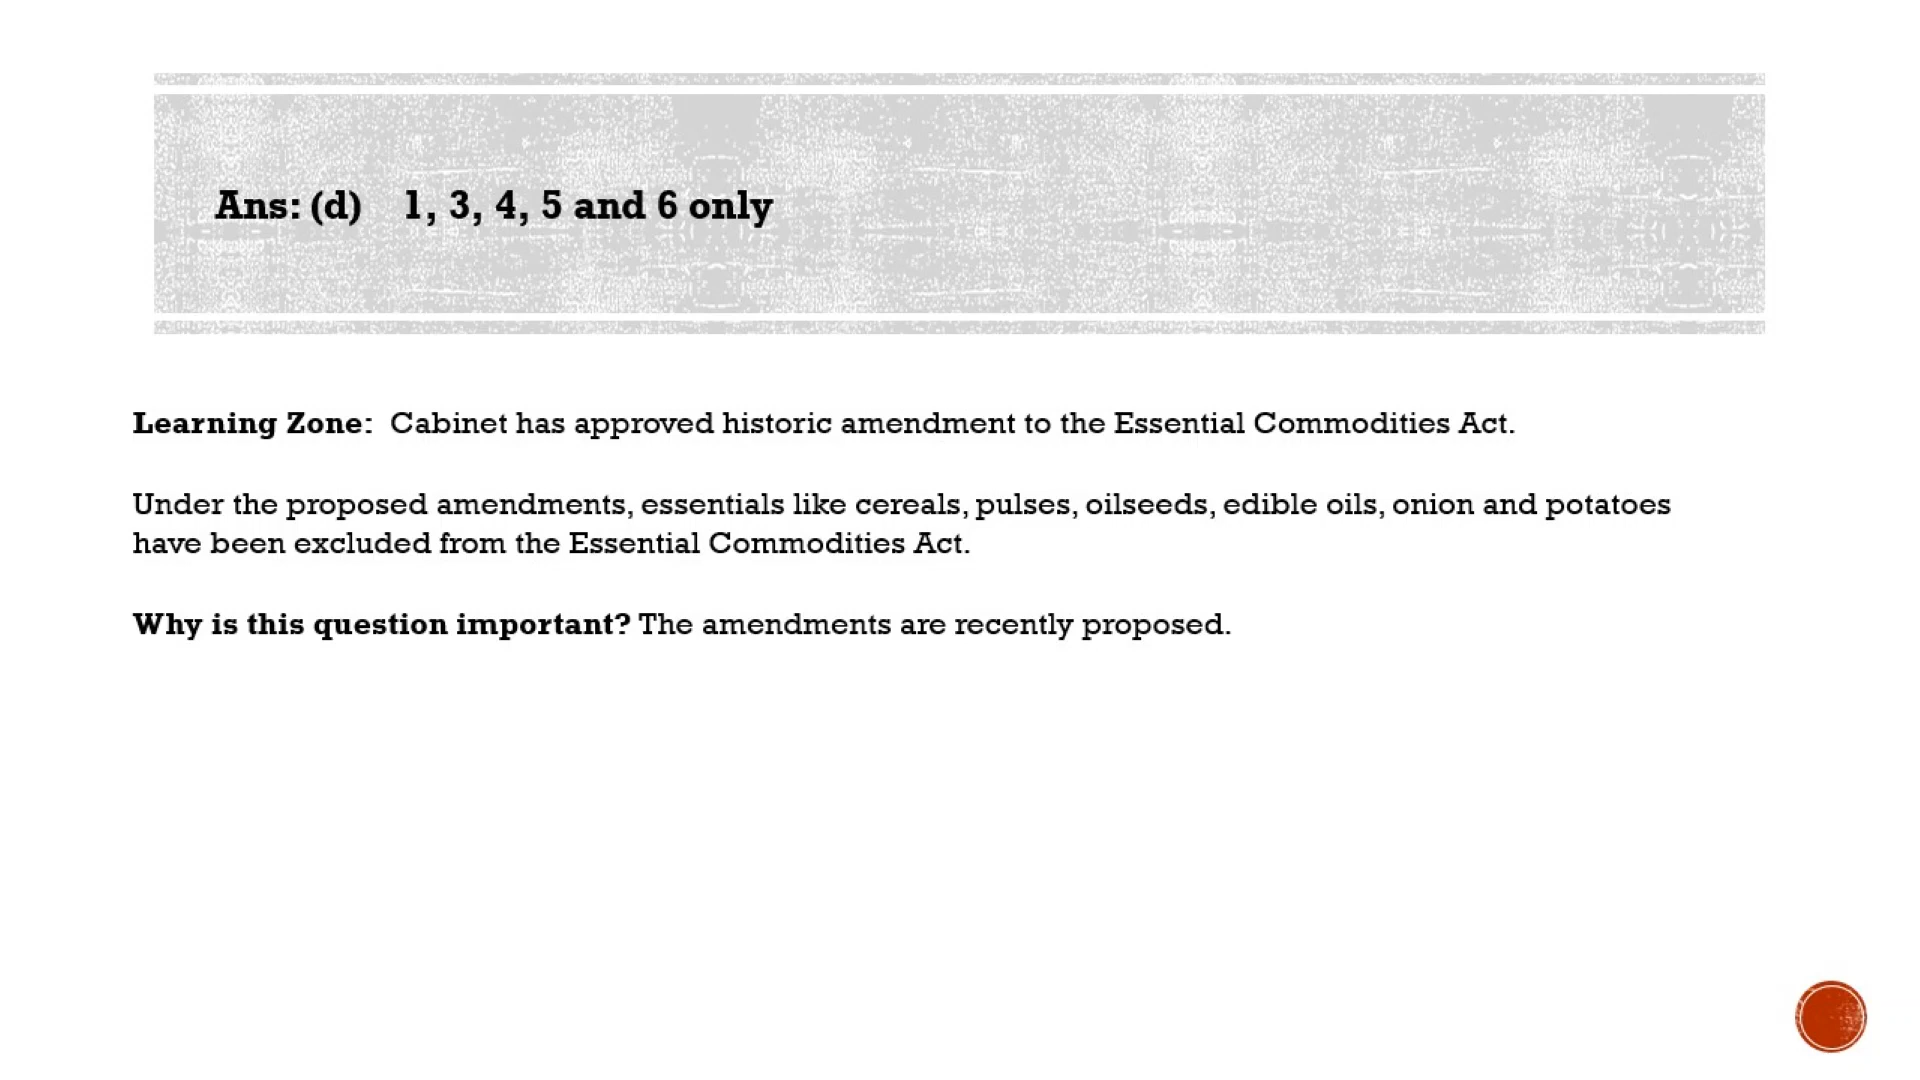 Ans: (d) 1, 3, 4, 5 and 6 only
Learning Zone: Cabinet has approved historic amendment to the Essential Commodities Act.
Under the proposed amendments, essentials like cereals, pulses, oilseeds, edible oils, onion and potatoes
have been excluded from the Essential Commodities Act.
Why is this question important? The amendments are recently proposed.